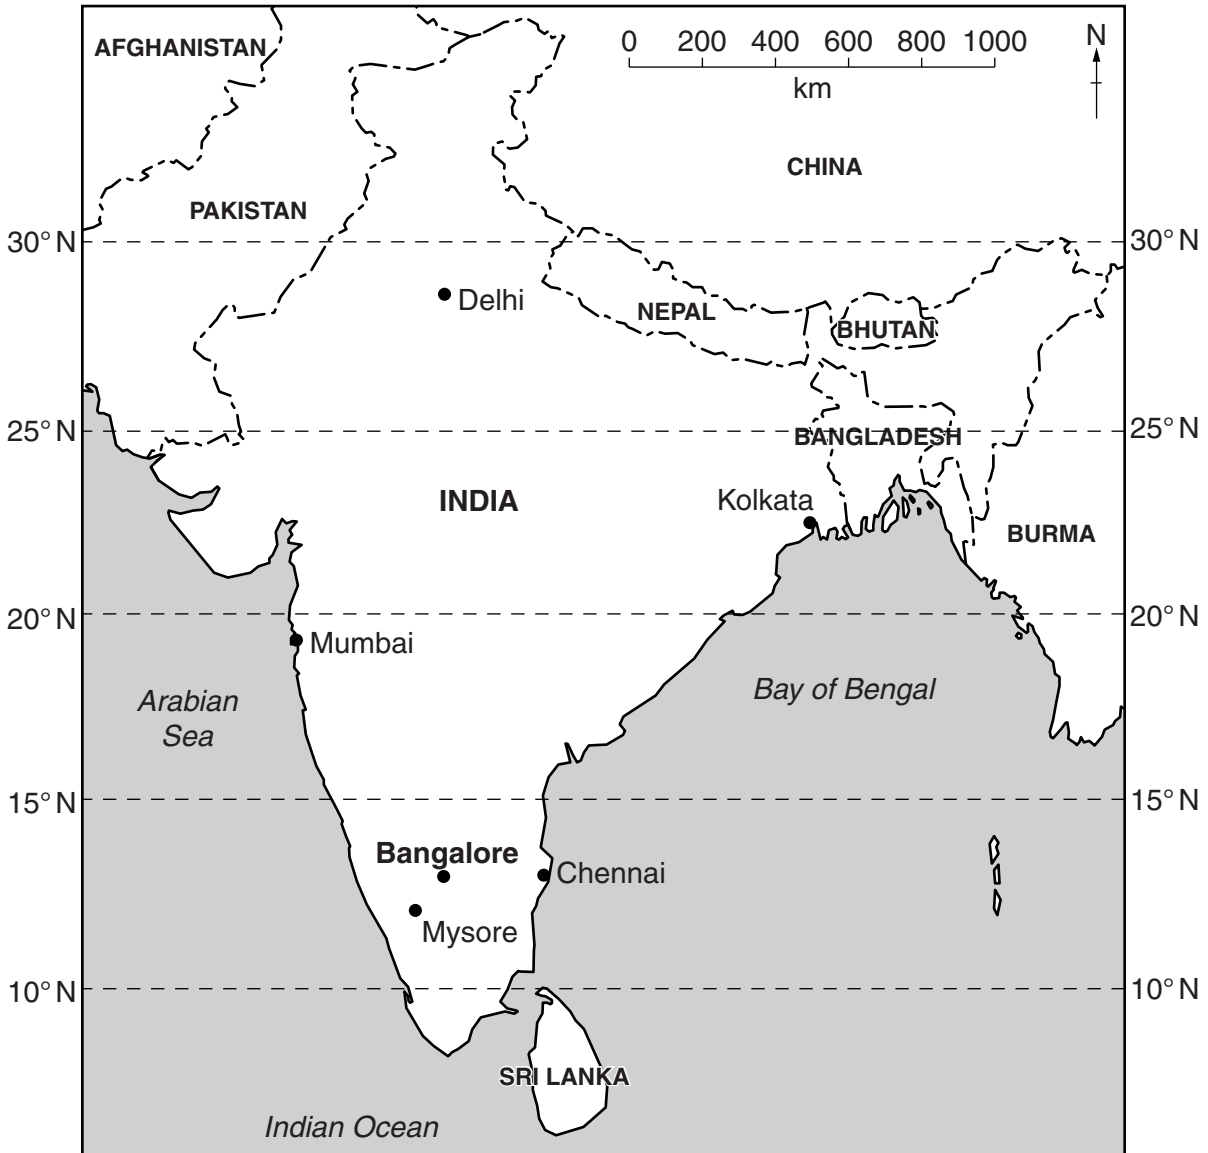 AFGHANISTAN
0 200 400 600 800 1000
km
N
CHINA
PAKISTAN
30° N
30° N
Delhi
NEPAL
BHUTAN
25° N
25° N
BANGLADESH
INDIA
Kolkata
BURMA
20° N
20° N
Mumbai
Bay of Bengal
Arabian
Sea
15° N
15° N
Bangalore
Chennai
Mysore
10° N
10° N
SRI LANKA
Indian Ocean